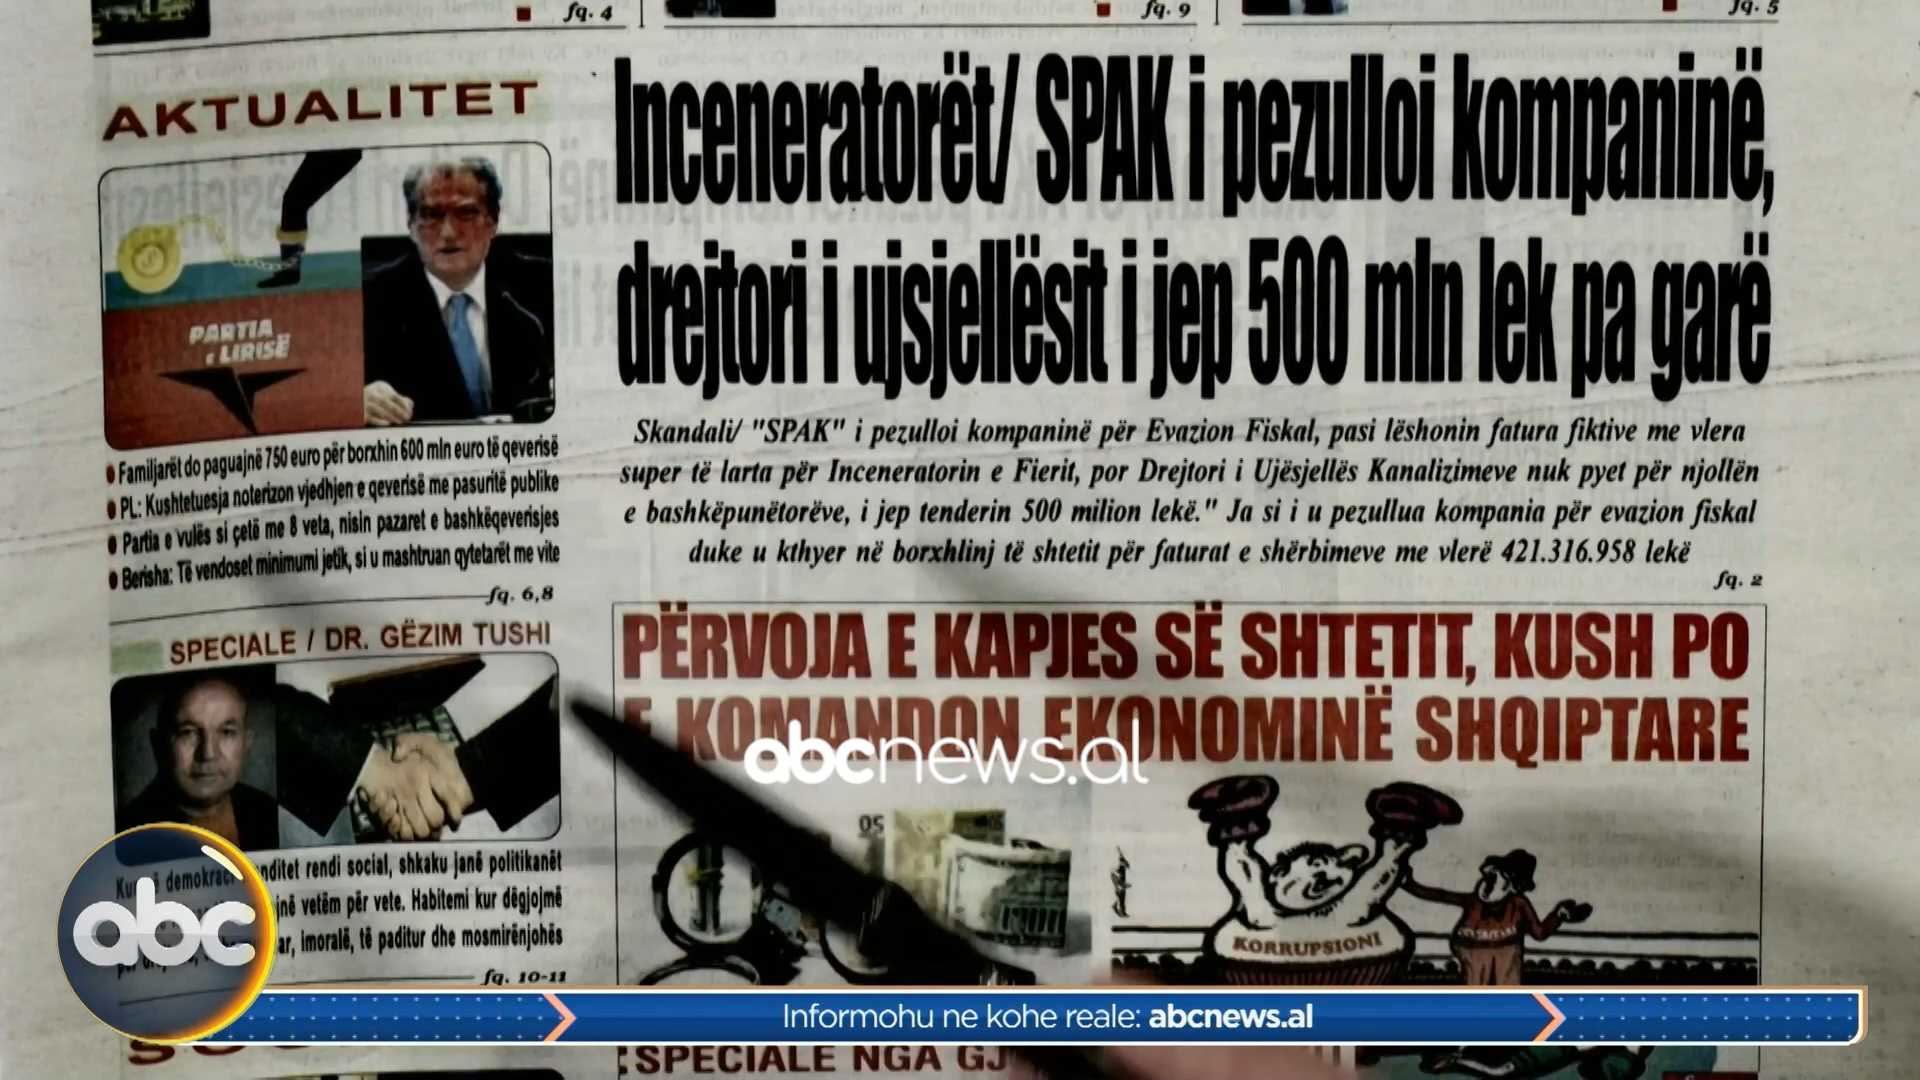 fq. 4
fq. 9
fq. 5
AKTUALITET
PARTIA
e LIRISË
Familjarët do paguajnë 750 euro për borxhin 600 mln euro të qeverisë
PL: Kushtetuesja noterizon vjedhjen e qeverisë me pasuritë publike
Partia e vulës si çelë me 8 veta, nisin pazaret e bashkëqeverisjes
Berisha: Të vendoset minimumi jetik, si u mashtruan qytetarët me vite
fq. 6,8
SPECIALE / DR. GËZIM TUSHI
demokraci nditet rendi social, shkaku janë politikanët
jnë vetëm për vete. Habitemi kur dëgjojmë
ar, imoralë, të paditur dhe mosmirënjohës
fq. 10-11
Inceneratorët/ SPAK i pezulloi kompaninë,
drejtori i ujsjellësit i jep 500 mln lek pa garë
Skandali/ "SPAK" i pezulloi kompaninë për Evazion Fiskal, pasi lëshonin fatura fiktive me vlera
super të larta për Inceneratorin e Fierit, por Drejtori i Ujësjellës Kanalizimeve nuk pyet për njollën
e bashkëpunëtorëve, i jep tenderin 500 milion lekë." Ja si i u pezullua kompania për evazion fiskal
duke u kthyer në borxhlinj të shtetit për faturat e shërbimeve me vlerë 421.316.958 lekë
fq. 2
PËRVOJA E KAPJES SË SHTETIT, KUSH PO
E KOMANDON EKONOMINË SHQIPTARE
abcnews.al
50
KORRUPSIONI
abc
Informohu ne kohe reale: abcnews.al
SPECIALE NGA GJ